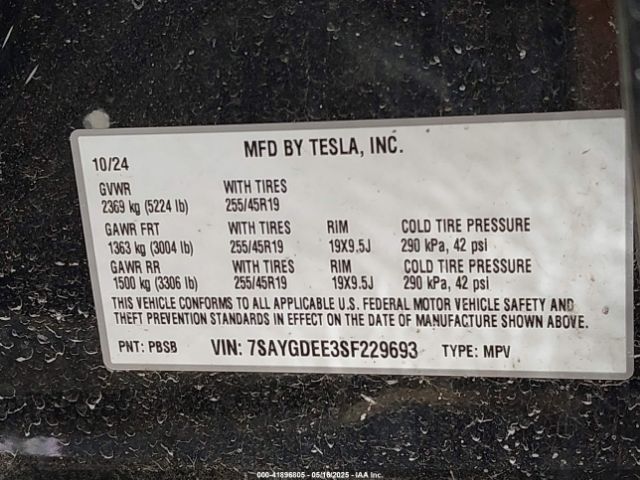 MFD BY TESLA, INC.
10/24
GVWR WITH TIRES
2369 kg (5224 lb) 255/45R19
GAWR FRT WITH TIRES RIM COLD TIRE PRESSURE
1363 kg (3004 lb) 255/45R19 19X9.5J 290 kPa, 42 psi
GAWR RR WITH TIRES RIM COLD TIRE PRESSURE
1500 kg (3306 lb) 255/45R19 19X9.5J 290 kPa, 42 psi
THIS VEHICLE CONFORMS TO ALL APPLICABLE U.S. FEDERAL MOTOR VEHICLE SAFETY AND
THEFT PREVENTION STANDARDS IN EFFECT ON THE DATE OF MANUFACTURE SHOWN ABOVE.
PNT: PBSB VIN: 7SAYGDEE3SF229693 TYPE: MPV
000-41896805 - 05/16/2025 - IAA Inc.